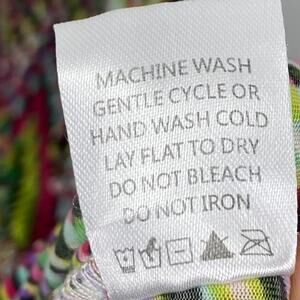 MACHINE WASH
GENTLE CYCLE OR
HAND WASH COLD
LAY FLAT TO DRY
DO NOT BLEACH
DO NOT IRON